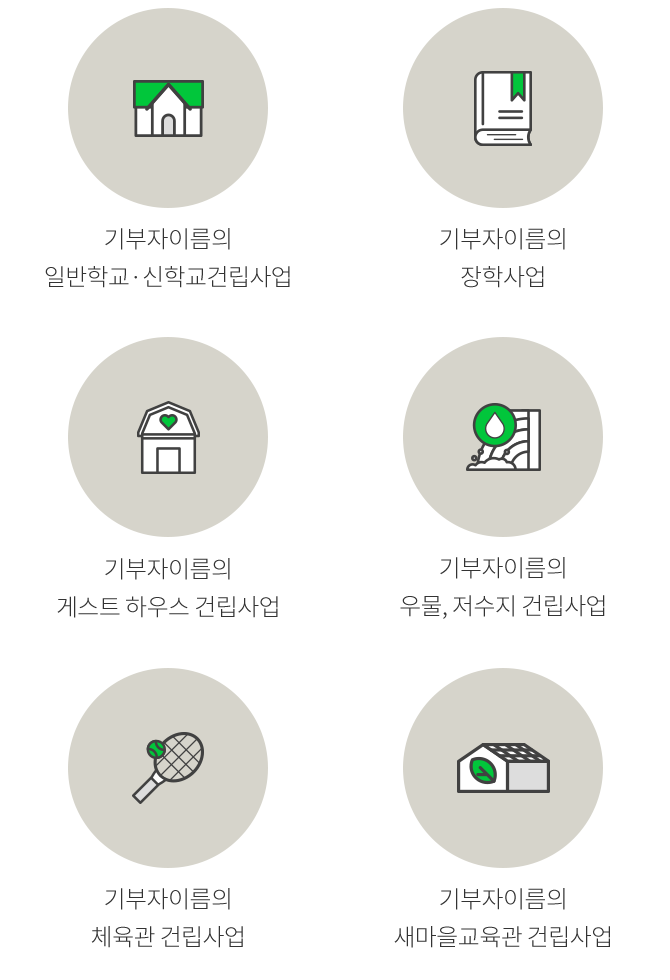 기부자이름의
일반학교·신학교건립사업
기부자이름의
장학사업
기부자이름의
게스트 하우스 건립사업
기부자이름의
우물, 저수지 건립사업
기부자이름의
체육관 건립사업
기부자이름의
새마을교육관 건립사업